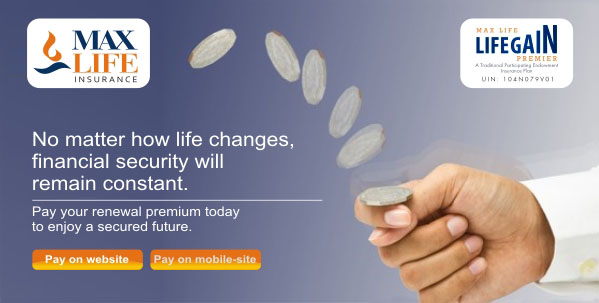 MAX
LIFE
INSURANCE
MAX LIFE
LIFEGAIN
PREMIER
A Traditional Participating Endowment
Insurance Plan
UIN: 104N079V01
No matter how life changes,
financial security will
remain constant.
Pay your renewal premium today
to enjoy a secured future.
Pay on website
Pay on mobile-site